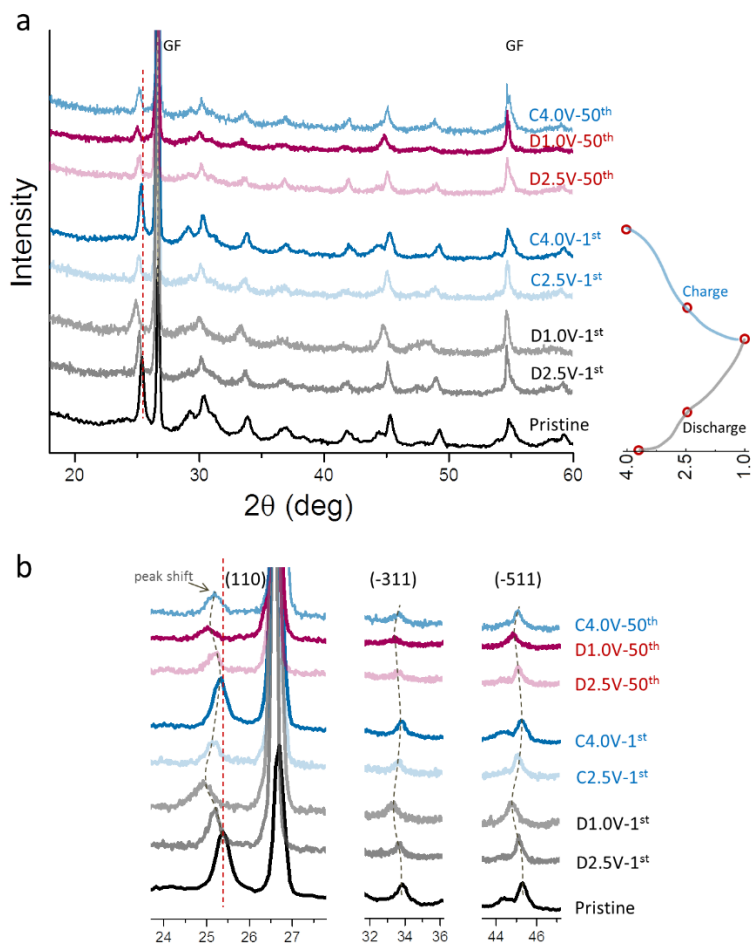 a
GF
GF
C4.0V-50th
D1.0V-50th
D2.5V-50th
C4.0V-1st
C2.5V-1st
D1.0V-1st
D2.5V-1st
Pristine
Intensity
20
30
40
50
60
2θ (deg)
Charge
Discharge
4.0
2.5
1.0
b
peak shift
(110)
(-311)
(-511)
C4.0V-50th
D1.0V-50th
D2.5V-50th
C4.0V-1st
C2.5V-1st
D1.0V-1st
D2.5V-1st
Pristine
24
25
26
27
32
34
36
44
46